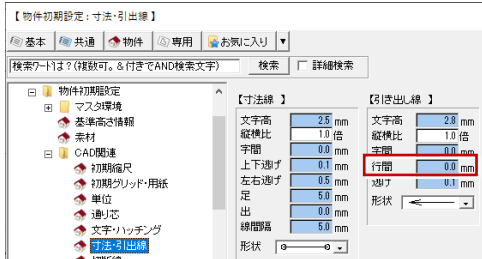 【物件初期設定：寸法・引出線】
基本 共通 物件 専用 お気に入り
検索ワードは？(複数可。&付きでAND検索文字) 検索 詳細検索
物件初期設定
マスタ環境
基準高さ情報
素材
CAD関連
初期縮尺
初期グリッド・用紙
単位
通り芯
文字・ハッチング
寸法・引出線
【寸法線 】
文字高 2.5 mm
縦横比 1.0 倍
字間 0.0 mm
上下逃げ 0.1 mm
左右逃げ 0.5 mm
足 5.0 mm
出 0.0 mm
線間隔 5.0 mm
形状
【引き出し線 】
文字高 2.8 mm
縦横比 1.0 倍
字間 0.0 mm
行間 0.0 mm
逃げ 0.1 mm
形状